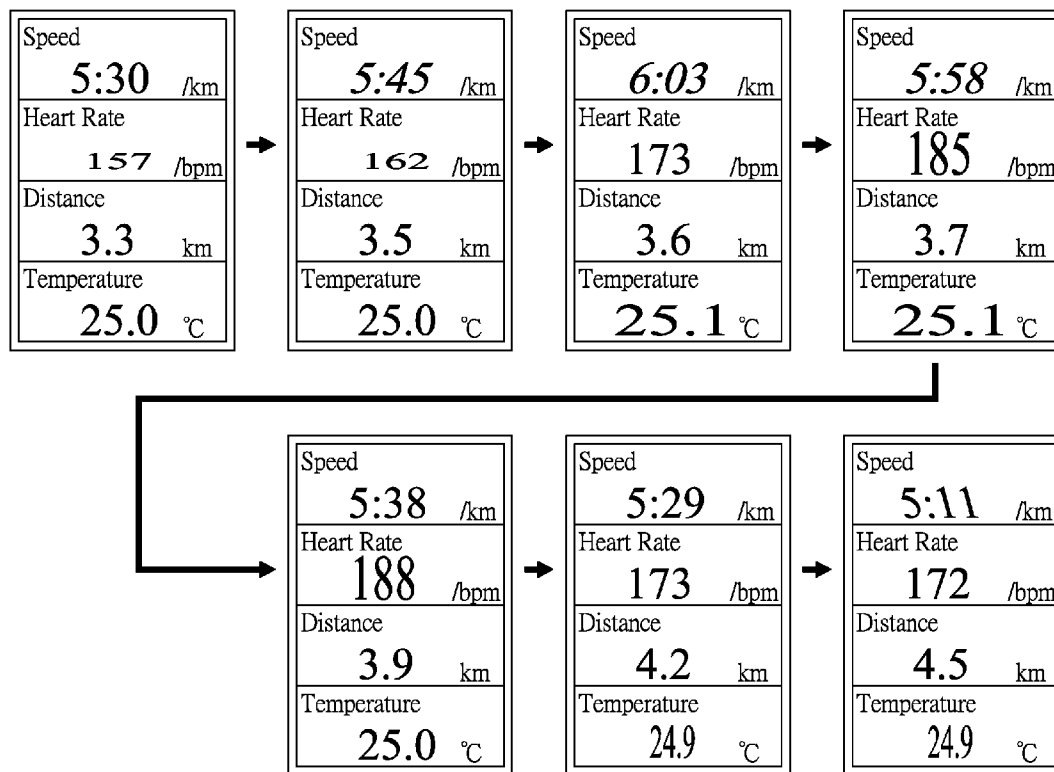 Speed
5:30 /km
Heart Rate
157 /bpm
Distance
3.3 km
Temperature
25.0 ℃
Speed
5:45 /km
Heart Rate
162 /bpm
Distance
3.5 km
Temperature
25.0 ℃
Speed
6:03 /km
Heart Rate
173 /bpm
Distance
3.6 km
Temperature
25.1 ℃
Speed
5:58 /km
Heart Rate
185 /bpm
Distance
3.7 km
Temperature
25.1 ℃
Speed
5:38 /km
Heart Rate
188 /bpm
Distance
3.9 km
Temperature
25.0 ℃
Speed
5:29 /km
Heart Rate
173 /bpm
Distance
4.2 km
Temperature
24.9 ℃
Speed
5:11 /km
Heart Rate
172 /bpm
Distance
4.5 km
Temperature
24.9 ℃